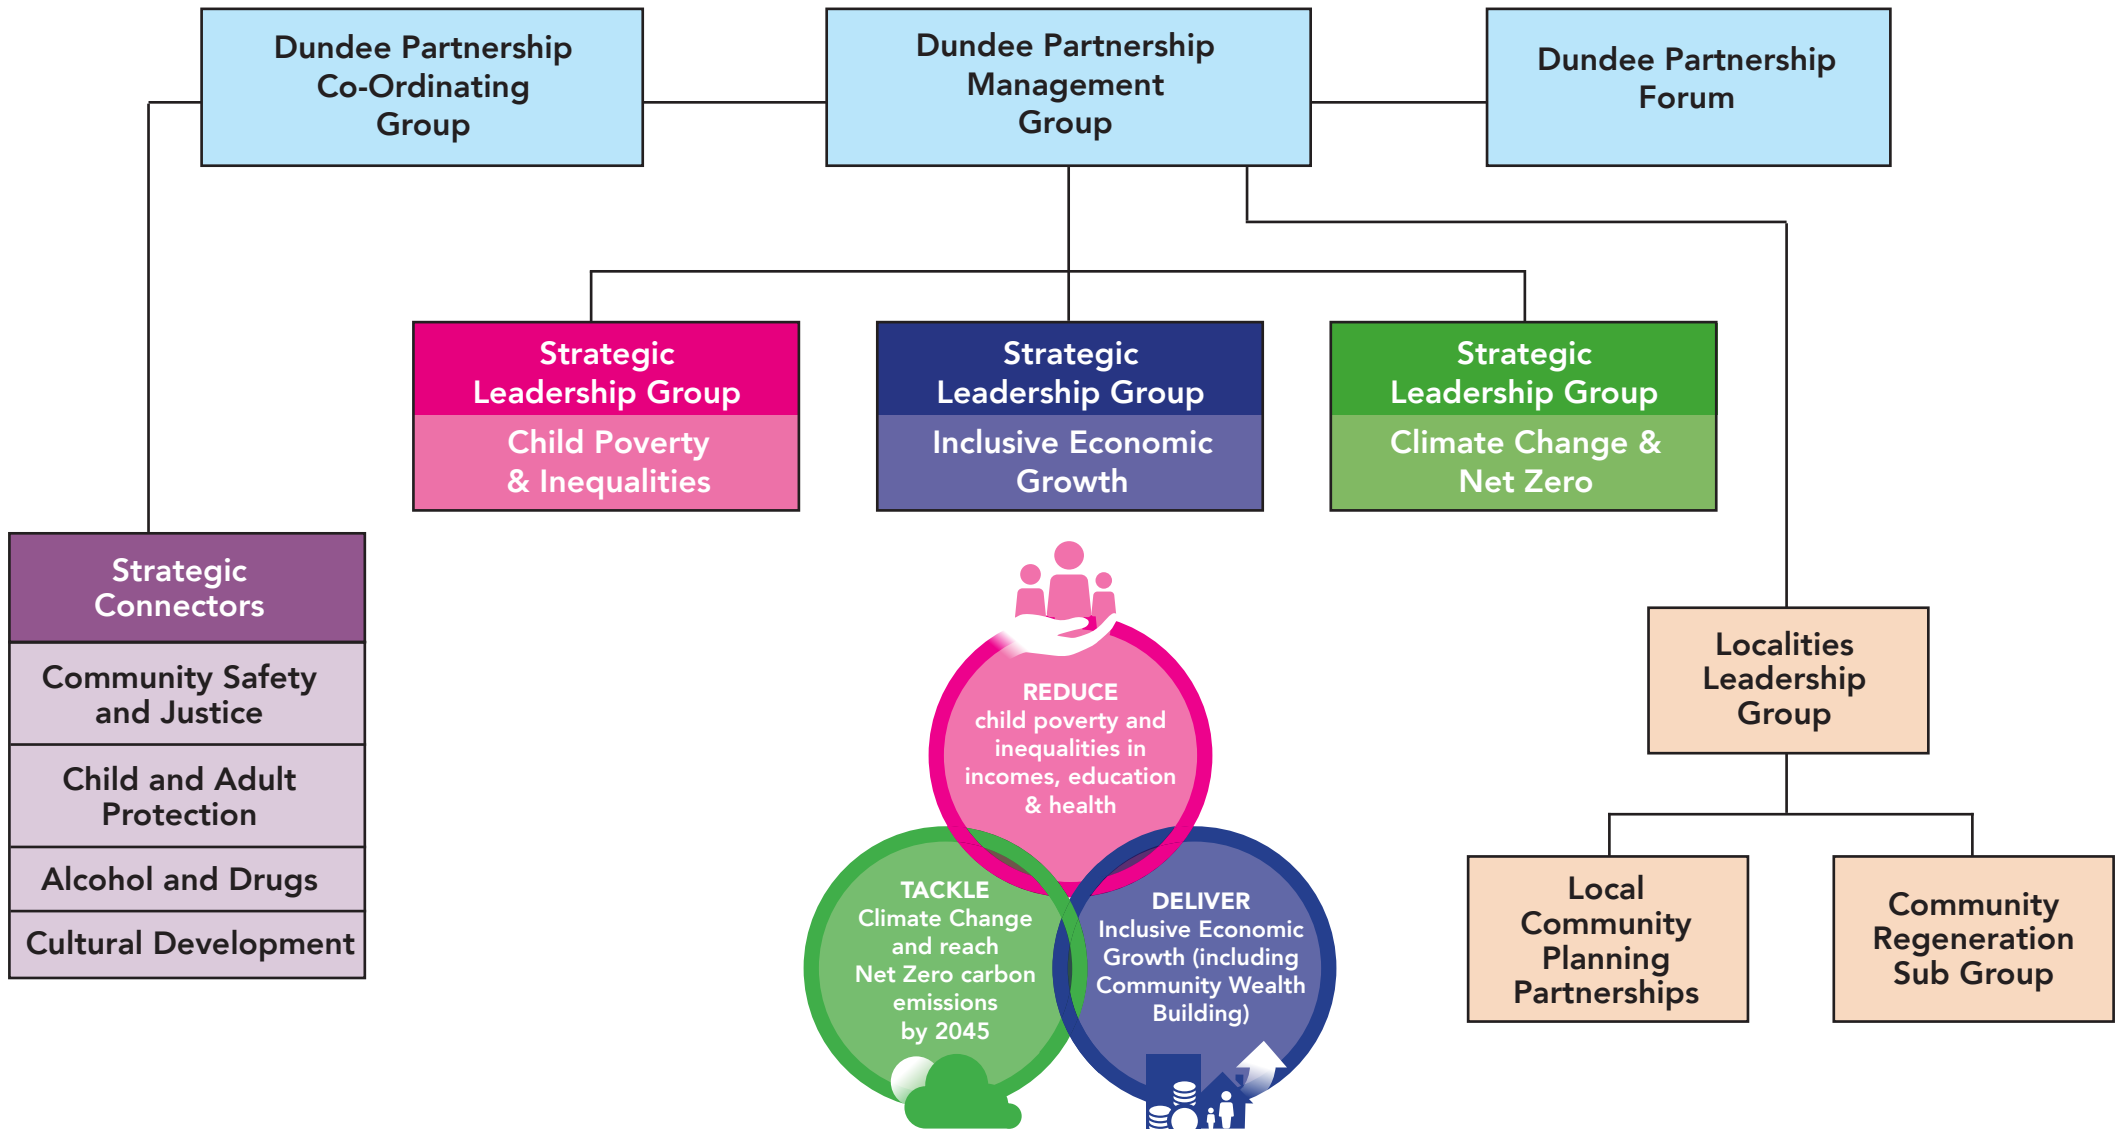 Dundee Partnership
Co-Ordinating
Group
Dundee Partnership
Management
Group
Dundee Partnership
Forum
Strategic
Leadership Group
Child Poverty
& Inequalities
Strategic
Leadership Group
Inclusive Economic
Growth
Strategic
Leadership Group
Climate Change &
Net Zero
Strategic
Connectors
Community Safety
and Justice
Child and Adult
Protection
Alcohol and Drugs
Cultural Development
REDUCE
child poverty and
inequalities in
incomes, education
& health
TACKLE
Climate Change
and reach
Net Zero carbon
emissions
by 2045
DELIVER
Inclusive Economic
Growth (including
Community Wealth
Building)
Localities
Leadership
Group
Local
Community
Planning
Partnerships
Community
Regeneration
Sub Group